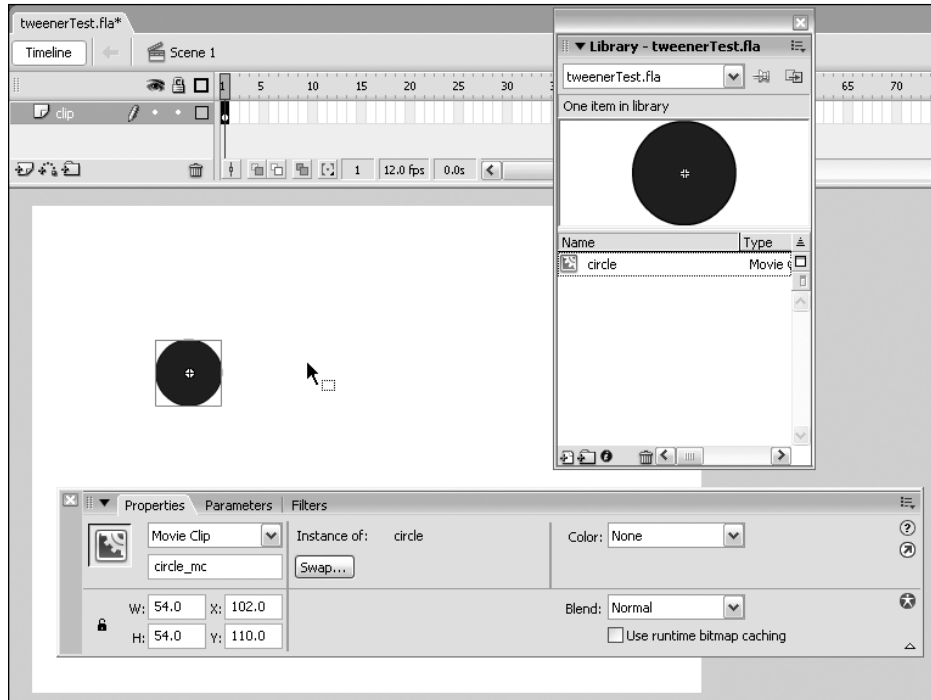 tweenerTest.fla*
Timeline
Scene 1
1 5 10 15 20 25 30 65 70
clip
1 12.0 fps 0.0s
Library - tweenerTest.fla
tweenerTest.fla
One item in library
Name Type
circle Movie
Properties Parameters Filters
Movie Clip Instance of: circle Color: None
circle_mc Swap...
W: 54.0 X: 102.0 Blend: Normal
H: 54.0 Y: 110.0 Use runtime bitmap caching